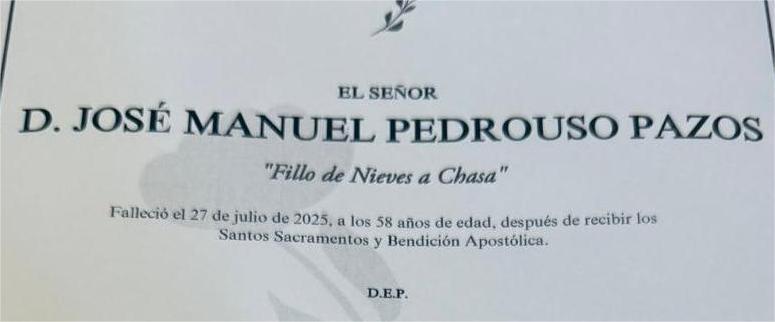 EL SEÑOR
D. JOSÉ MANUEL PEDROUSO PAZOS
"Fillo de Nieves a Chasa"
Falleció el 27 de julio de 2025, a los 58 años de edad, después de recibir los
Santos Sacramentos y Bendición Apostólica.
D.E.P.